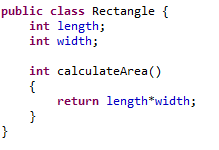 public class Rectangle {
    int length;
    int width;

    int calculateArea()
    {
        return length*width;
    }
}